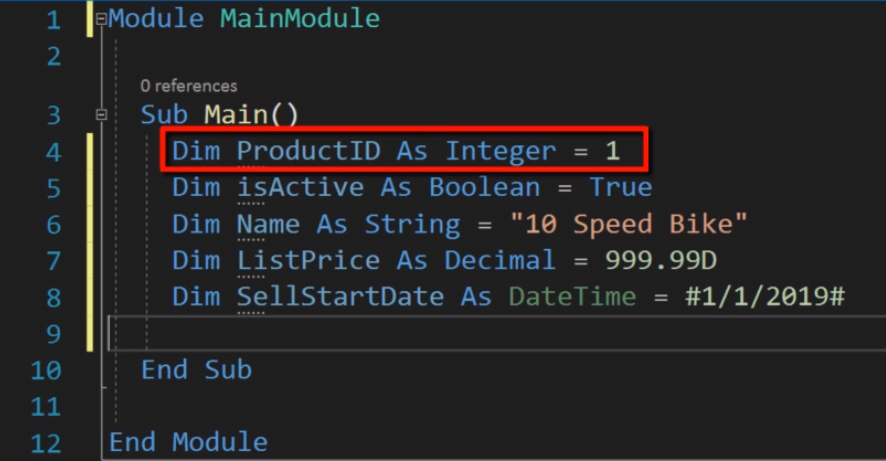 1 Module MainModule
2
0 references
3 Sub Main()
4 Dim ProductID As Integer = 1
5 Dim isActive As Boolean = True
6 Dim Name As String = "10 Speed Bike"
7 Dim ListPrice As Decimal = 999.99D
8 Dim SellStartDate As DateTime = #1/1/2019#
9
10 End Sub
11
12 End Module